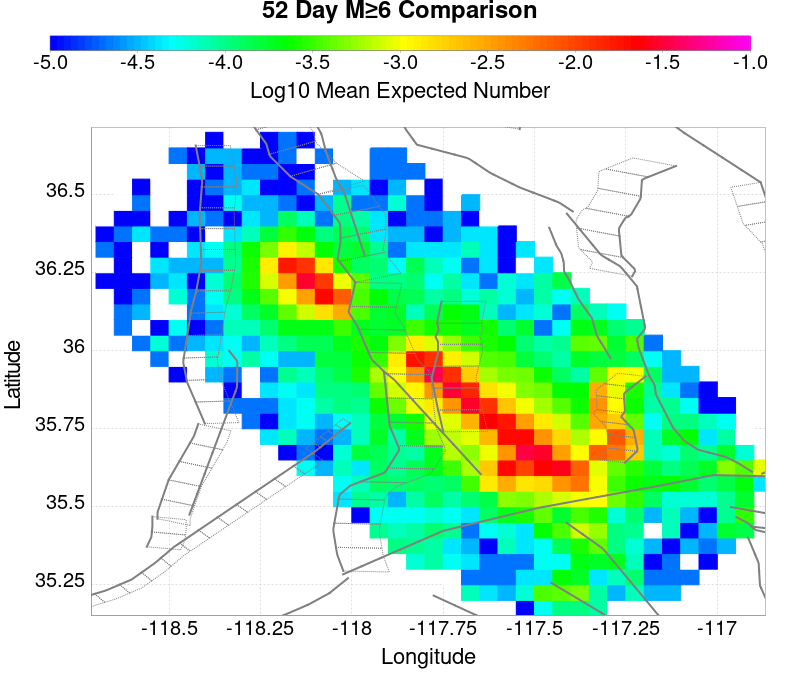 52 Day M≥6 Comparison
-5.0 -4.5 -4.0 -3.5 -3.0 -2.5 -2.0 -1.5 -1.0
Log10 Mean Expected Number
36.5
36.25
36
35.75
35.5
35.25
Latitude
-118.5 -118.25 -118 -117.75 -117.5 -117.25 -117
Longitude